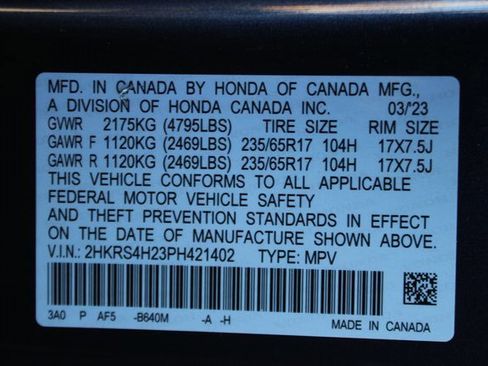 MFD. IN CANADA BY HONDA OF CANADA MFG.,
A DIVISION OF HONDA CANADA INC. 03/'23
GVWR 2175KG (4795LBS) TIRE SIZE RIM SIZE
GAWR F 1120KG (2469LBS) 235/65R17 104H 17X7.5J
GAWR R 1120KG (2469LBS) 235/65R17 104H 17X7.5J
THIS VEHICLE CONFORMS TO ALL APPLICABLE
FEDERAL MOTOR VEHICLE SAFETY
AND THEFT PREVENTION STANDARDS IN EFFECT
ON THE DATE OF MANUFACTURE SHOWN ABOVE.
V.I.N.: 2HKRS4H23PH421402 TYPE: MPV
3A0 P AF5 -B640M -A -H
MADE IN CANADA